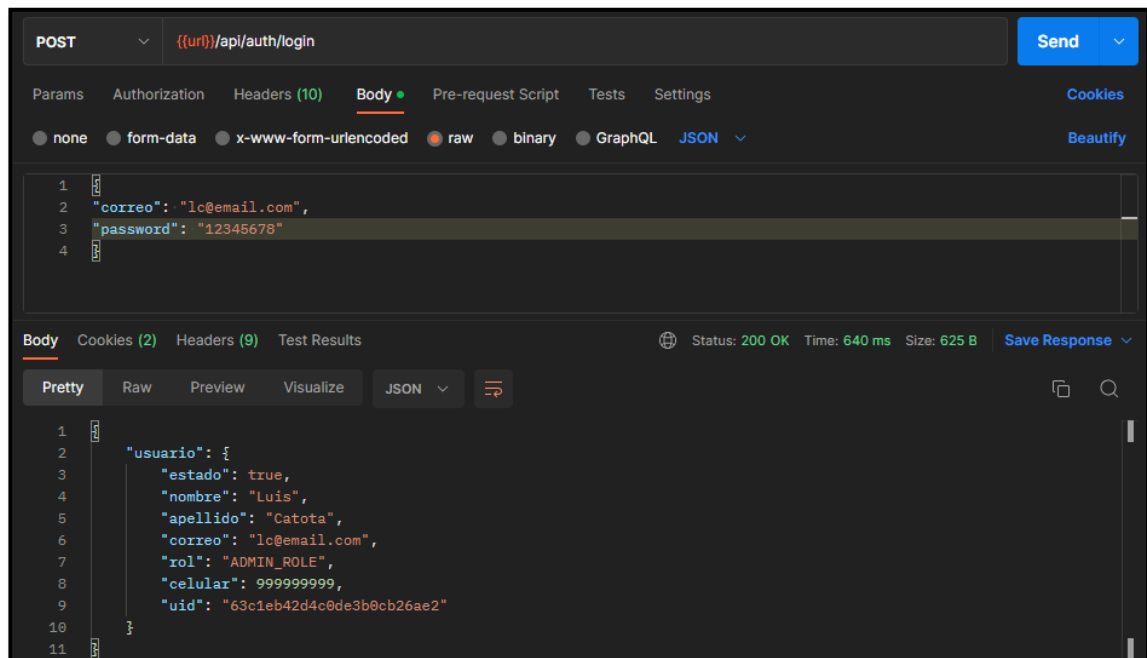 POST {{url}}/api/auth/login Send
Params Authorization Headers (10) Body Pre-request Script Tests Settings Cookies
none form-data x-www-form-urlencoded raw binary GraphQL JSON Beautify
1 {
2 "correo": "lc@email.com",
3 "password": "12345678"
4 }
Body Cookies (2) Headers (9) Test Results Status: 200 OK Time: 640 ms Size: 625 B Save Response
Pretty Raw Preview Visualize JSON
1 {
2 "usuario": {
3 "estado": true,
4 "nombre": "Luis",
5 "apellido": "Catota",
6 "correo": "lc@email.com",
7 "rol": "ADMIN_ROLE",
8 "celular": 999999999,
9 "uid": "63c1eb42d4c0de3b0cb26ae2"
10 }
11 }